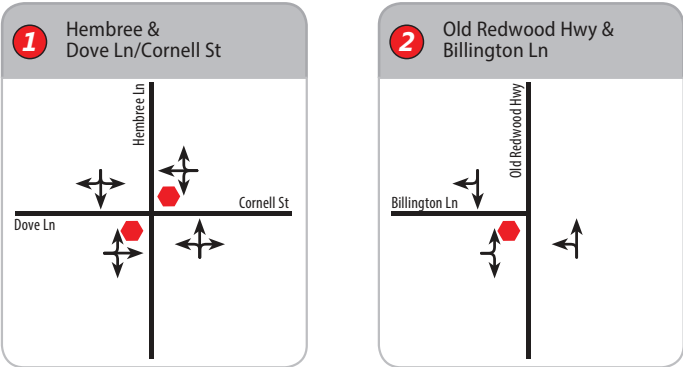 1
Hembree &
Dove Ln/Cornell St
Hembree Ln
Cornell St
Dove Ln
2
Old Redwood Hwy &
Billington Ln
Old Redwood Hwy
Billington Ln